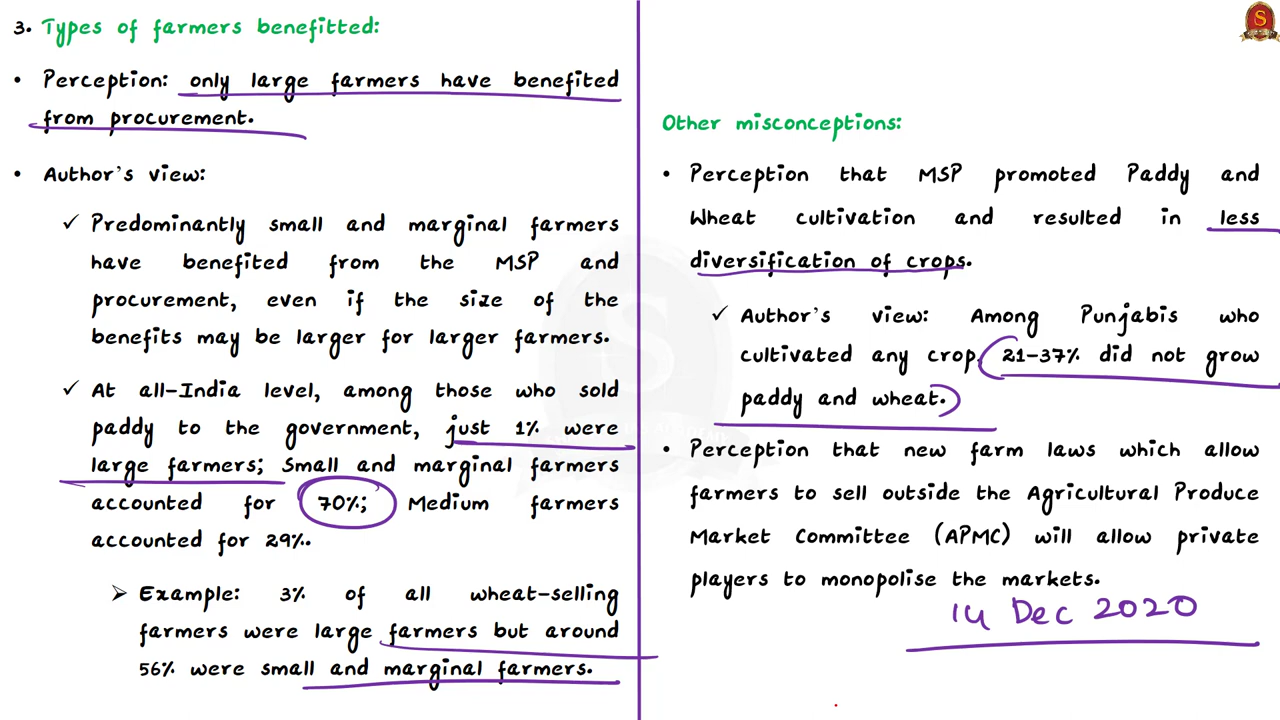 3. Types of farmers benefitted:
• Perception: only large farmers have benefited
from procurement.
• Author's view:
✓ Predominantly small and marginal farmers
have benefited from the MSP and
procurement, even if the size of the
benefits may be larger for larger farmers.
✓ At all-India level, among those who sold
paddy to the government, just 1% were
large farmers; Small and marginal farmers
accounted for 70%; Medium farmers
accounted for 29%.
➢ Example: 3% of all wheat-selling
farmers were large farmers but around
56% were small and marginal farmers.
Other misconceptions:
• Perception that MSP promoted Paddy and
Wheat cultivation and resulted in less
diversification of crops.
✓ Author's view: Among Punjabis who
cultivated any crop, 21-37% did not grow
paddy and wheat.
• Perception that new farm laws which allow
farmers to sell outside the Agricultural Produce
Market Committee (APMC) will allow private
players to monopolise the markets.
14 Dec 2020
S